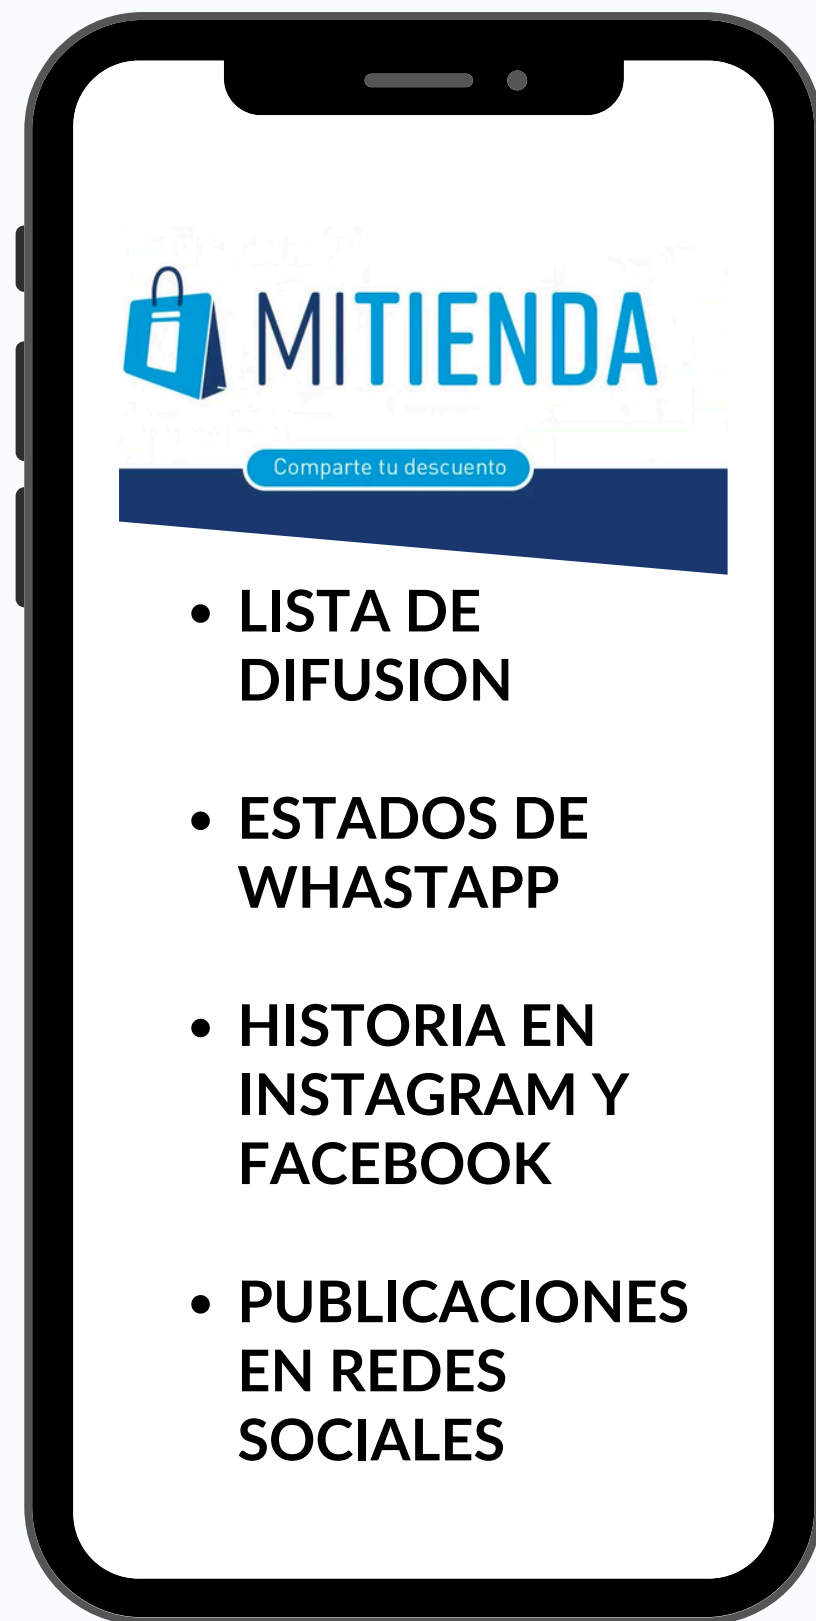 MITIENDA
Comparte tu descuento
• LISTA DE
DIFUSION
• ESTADOS DE
WHASTAPP
• HISTORIA EN
INSTAGRAM Y
FACEBOOK
• PUBLICACIONES
EN REDES
SOCIALES